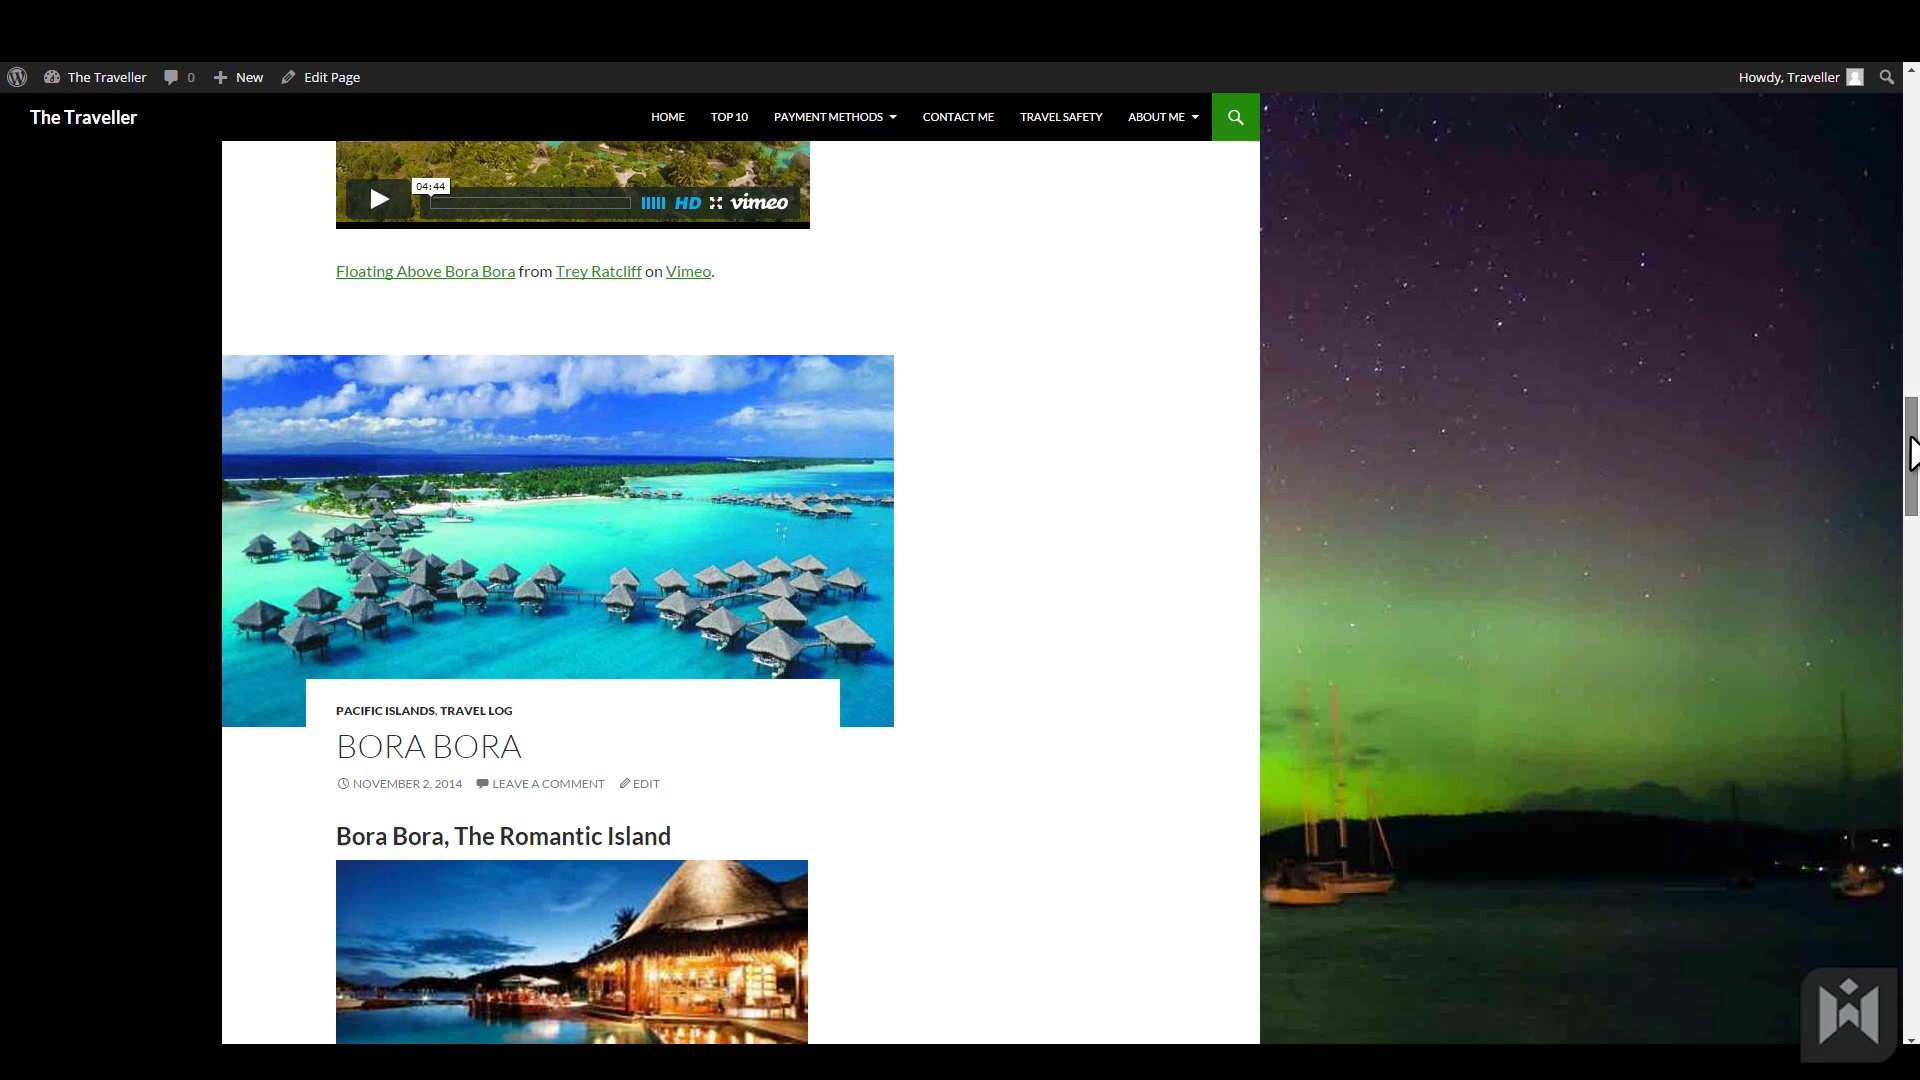 The Traveller 0 New Edit Page Howdy, Traveller
The Traveller HOME TOP 10 PAYMENT METHODS CONTACT ME TRAVEL SAFETY ABOUT ME
04:44
HD vimeo
Floating Above Bora Bora from Trey Ratcliff on Vimeo.
PACIFIC ISLANDS, TRAVEL LOG
BORA BORA
NOVEMBER 2, 2014 LEAVE A COMMENT EDIT
Bora Bora, The Romantic Island